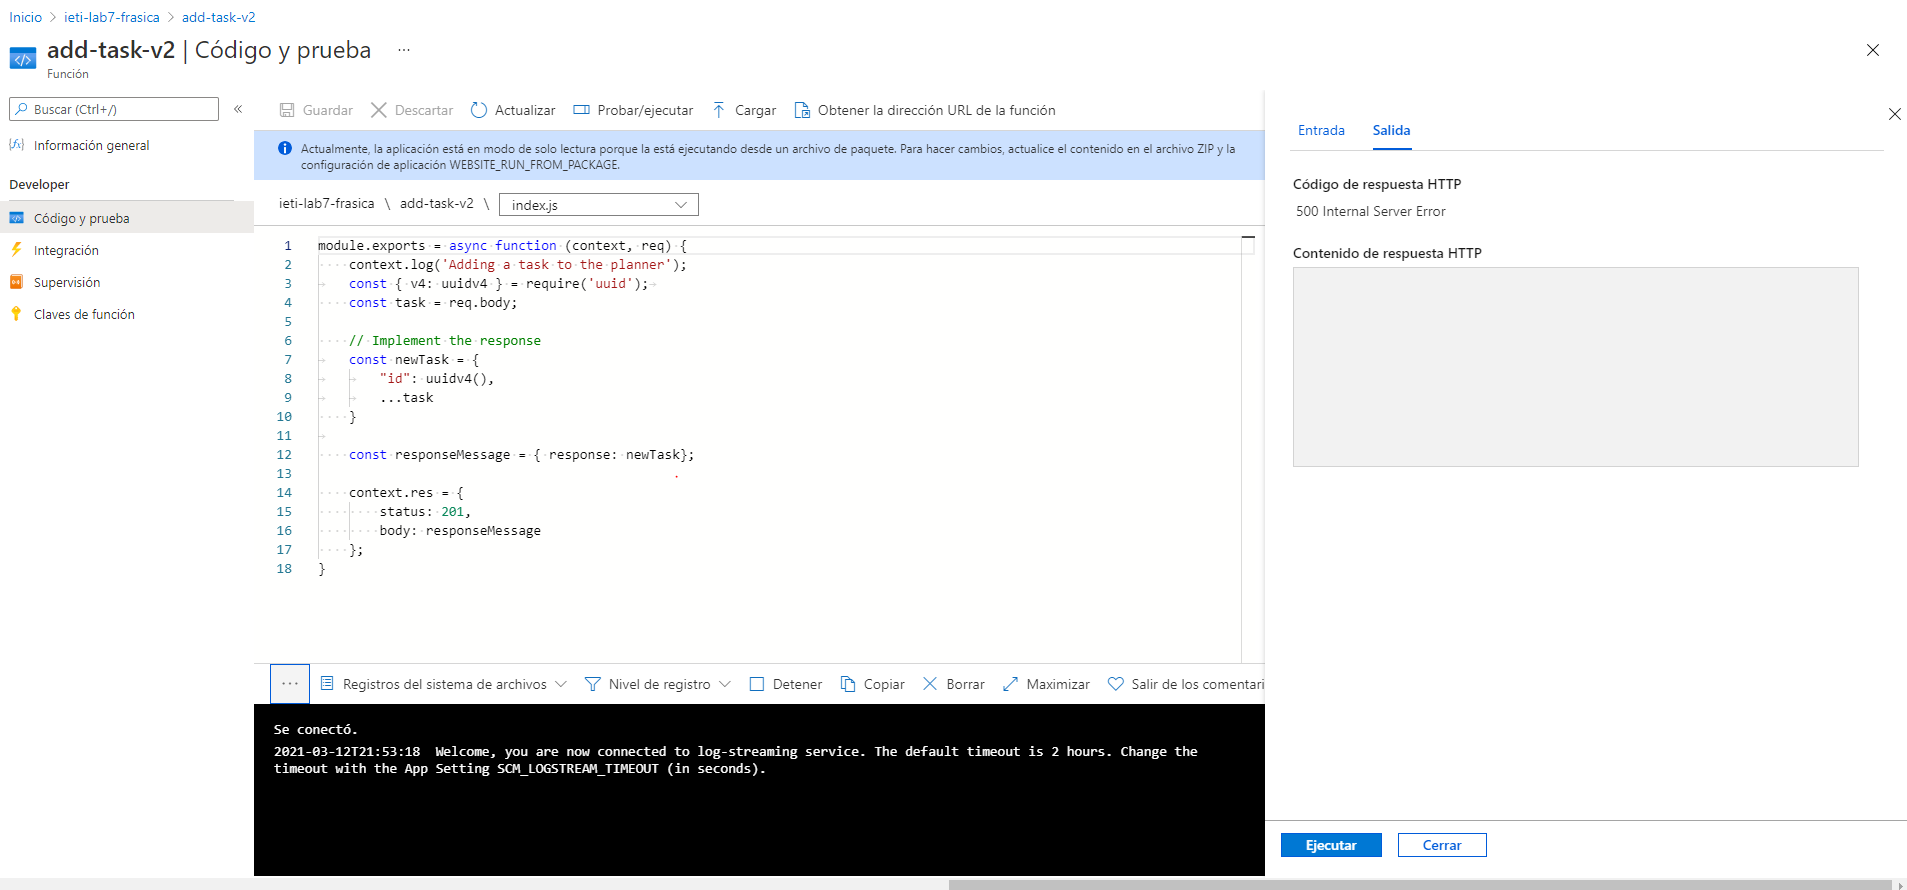 Inicio > ieti-lab7-frasica > add-task-v2
add-task-v2 | Código y prueba ...
Función
Buscar (Ctrl+/)
«
Información general
Developer
Código y prueba
Integración
Supervisión
Claves de función
Guardar Descartar Actualizar Probar/ejecutar Cargar Obtener la dirección URL de la función
Actualmente, la aplicación está en modo de solo lectura porque la está ejecutando desde un archivo de paquete. Para hacer cambios, actualice el contenido en el archivo ZIP y la
configuración de aplicación WEBSITE_RUN_FROM_PACKAGE.
ieti-lab7-frasica \ add-task-v2 \ index.js
1 module.exports = async function (context, req) {
2 context.log('Adding a task to the planner');
3 const { v4: uuidv4 } = require('uuid');
4 const task = req.body;
5
6 // Implement the response
7 const newTask = {
8 "id": uuidv4(),
9 ...task
10 }
11
12 const responseMessage = { response: newTask};
13
14 context.res = {
15 status: 201,
16 body: responseMessage
17 };
18 }
... Registros del sistema de archivos Nivel de registro Detener Copiar Borrar Maximizar Salir de los comentari
Se conectó.
2021-03-12T21:53:18 Welcome, you are now connected to log-streaming service. The default timeout is 2 hours. Change the
timeout with the App Setting SCM_LOGSTREAM_TIMEOUT (in seconds).
Entrada Salida
Código de respuesta HTTP
500 Internal Server Error
Contenido de respuesta HTTP
Ejecutar Cerrar